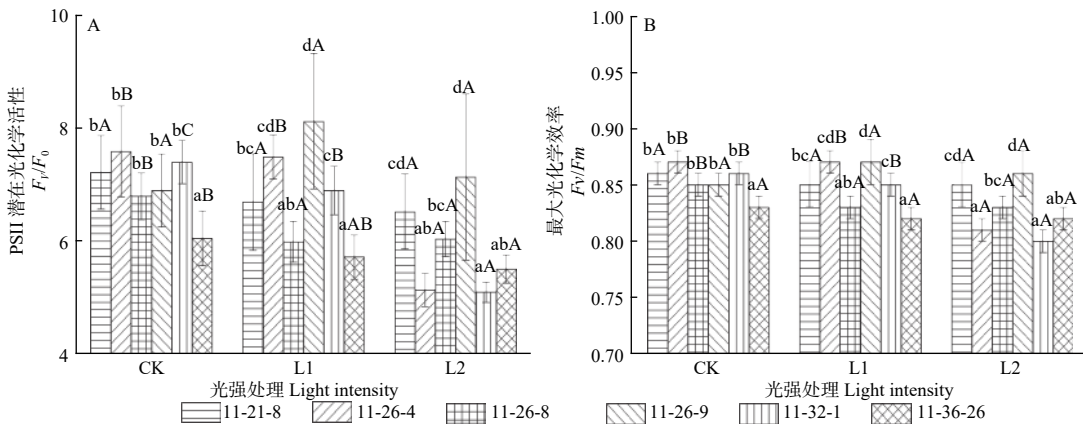 A
PSII 潜在光化学活性
Fv/F0
10
8
6
4
bA bB bB bA bC aB
bcA cdB abA dA cB aAB
cdA abA bcA dA aA abA
CK L1 L2
光强处理 Light intensity
B
最大光化学效率
Fv/Fm
1.00
0.95
0.90
0.85
0.80
0.75
0.70
bA bB bB bA bB aA
bcA cdB abA dA cB aA
cdA aA bcA dA aA abA
CK L1 L2
光强处理 Light intensity
11-21-8 11-26-4 11-26-8 11-26-9 11-32-1 11-36-26